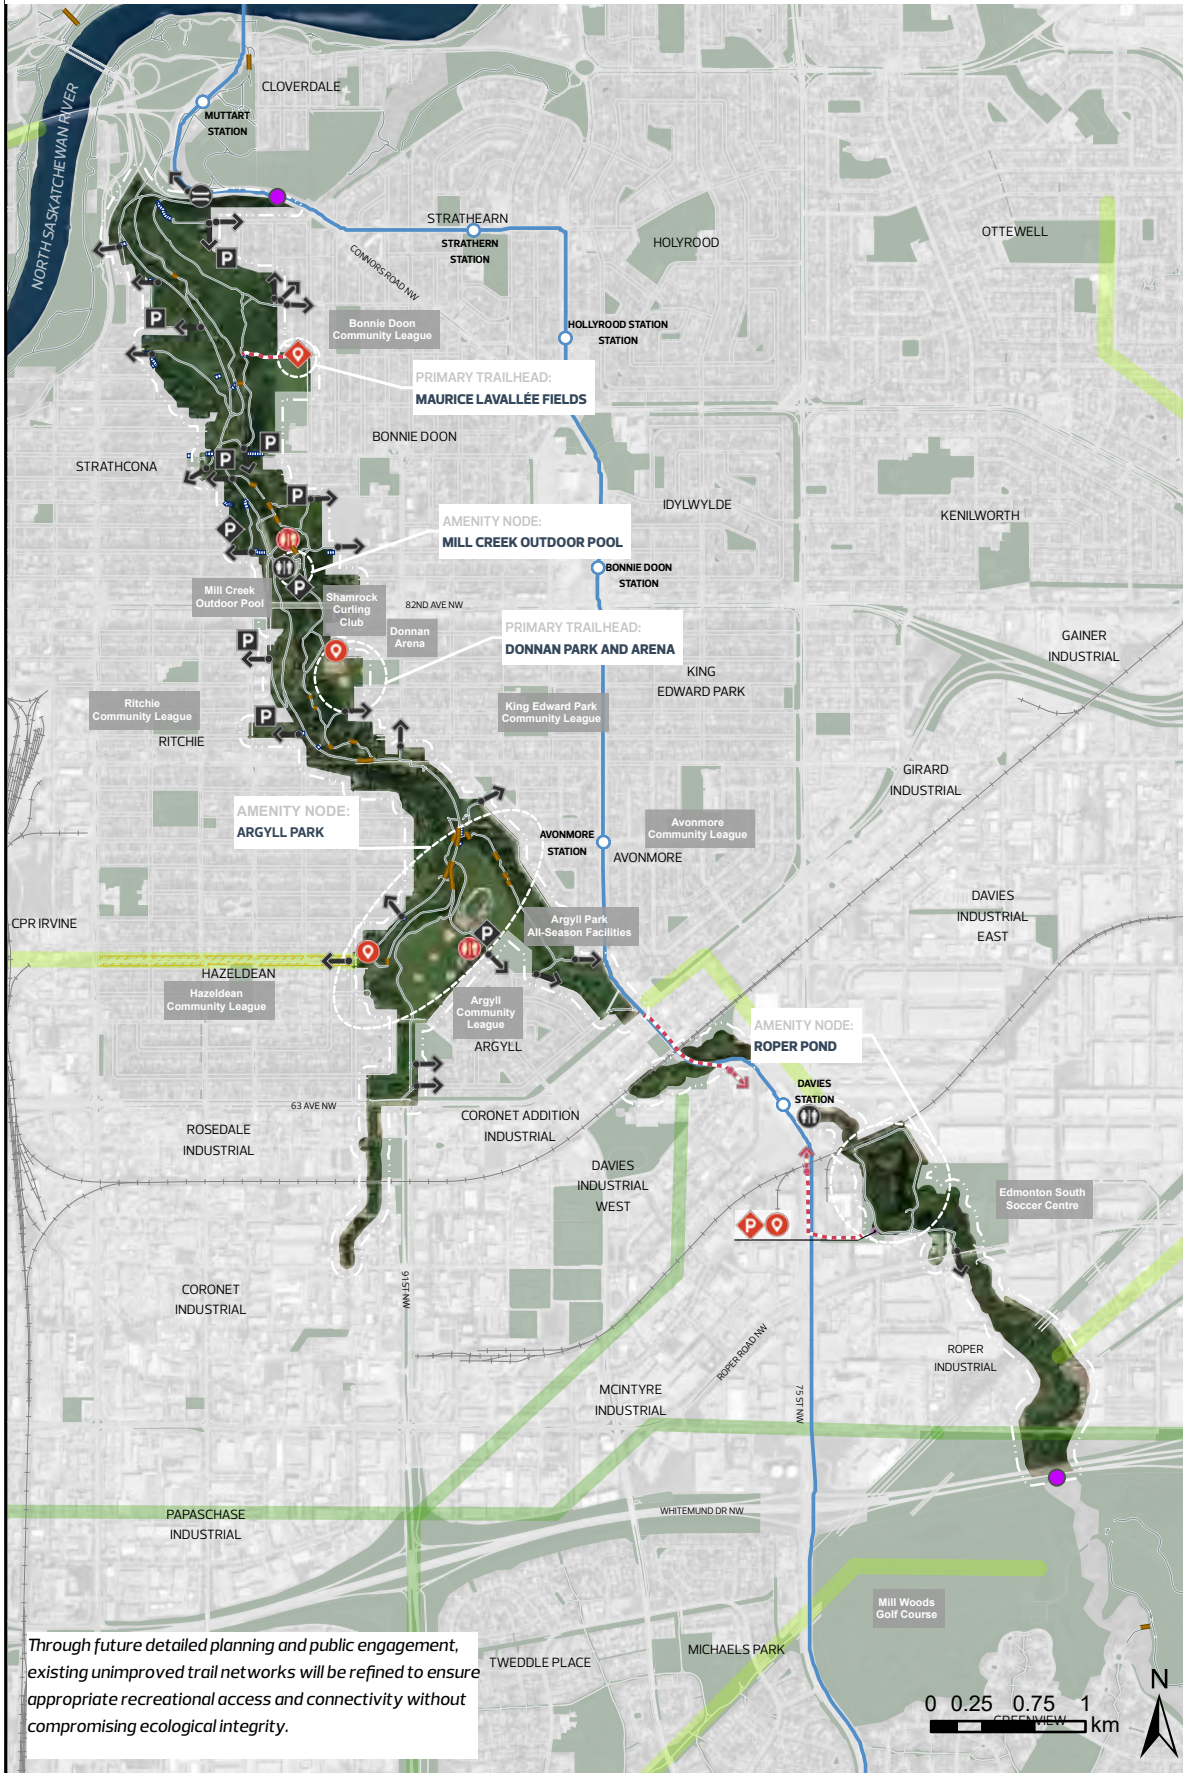 CLOVERDALE
MUTTART
STATION
NORTH SASKATCHEWAN RIVER
STRATHEARN
STRATHERN
STATION
HOLYROOD
OTTEWELL
CONNORS ROAD NW
P
Bonnie Doon
Community League
HOLLYROOD STATION
STATION
P
PRIMARY TRAILHEAD:
MAURICE LAVALLÉE FIELDS
BONNIE DOON
P
P
STRATHCONA
P
IDYLWYLDE
KENILWORTH
AMENITY NODE:
MILL CREEK OUTDOOR POOL
P
BONNIE DOON
STATION
P
Mill Creek
Outdoor Pool
Shamrock
Curling
Club
82ND AVE NW
Donnan
Arena
PRIMARY TRAILHEAD:
DONNAN PARK AND ARENA
P
GAINER
INDUSTRIAL
KING
EDWARD PARK
Ritchie
Community League
King Edward Park
Community League
P
RITCHIE
GIRARD
INDUSTRIAL
AMENITY NODE:
ARGYLL PARK
Avonmore
Community League
AVONMORE
STATION
AVONMORE
DAVIES
INDUSTRIAL
EAST
CPR IRVINE
Argyll Park
All-Season Facilities
P
HAZELDEAN
Hazeldean
Community League
Argyll
Community
League
ARGYLL
AMENITY NODE:
ROPER POND
DAVIES
STATION
63 AVE NW
CORONET ADDITION
INDUSTRIAL
ROSEDALE
INDUSTRIAL
DAVIES
INDUSTRIAL
WEST
Edmonton South
Soccer Centre
P
CORONET
INDUSTRIAL
91 ST NW
ROPER ROAD NW
ROPER
INDUSTRIAL
MCINTYRE
INDUSTRIAL
75 ST NW
PAPASCHASE
INDUSTRIAL
WHITEMUND DR NW
Mill Woods
Golf Course
MICHAELS PARK
TWEDDLE PLACE
Through future detailed planning and public engagement,
existing unimproved trail networks will be refined to ensure
appropriate recreational access and connectivity without
compromising ecological integrity.
N
0 0.25 0.75 1
km
GREENVIEW